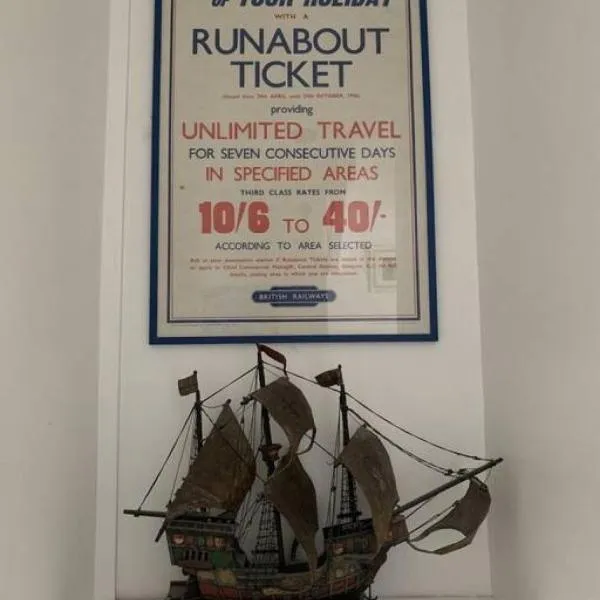 OF YOUR HOLIDAY
WITH A
RUNABOUT
TICKET
providing
UNLIMITED TRAVEL
FOR SEVEN CONSECUTIVE DAYS
IN SPECIFIED AREAS
THIRD CLASS RATES FROM
10/6 TO 40/-
ACCORDING TO AREA SELECTED
BRITISH RAILWAYS